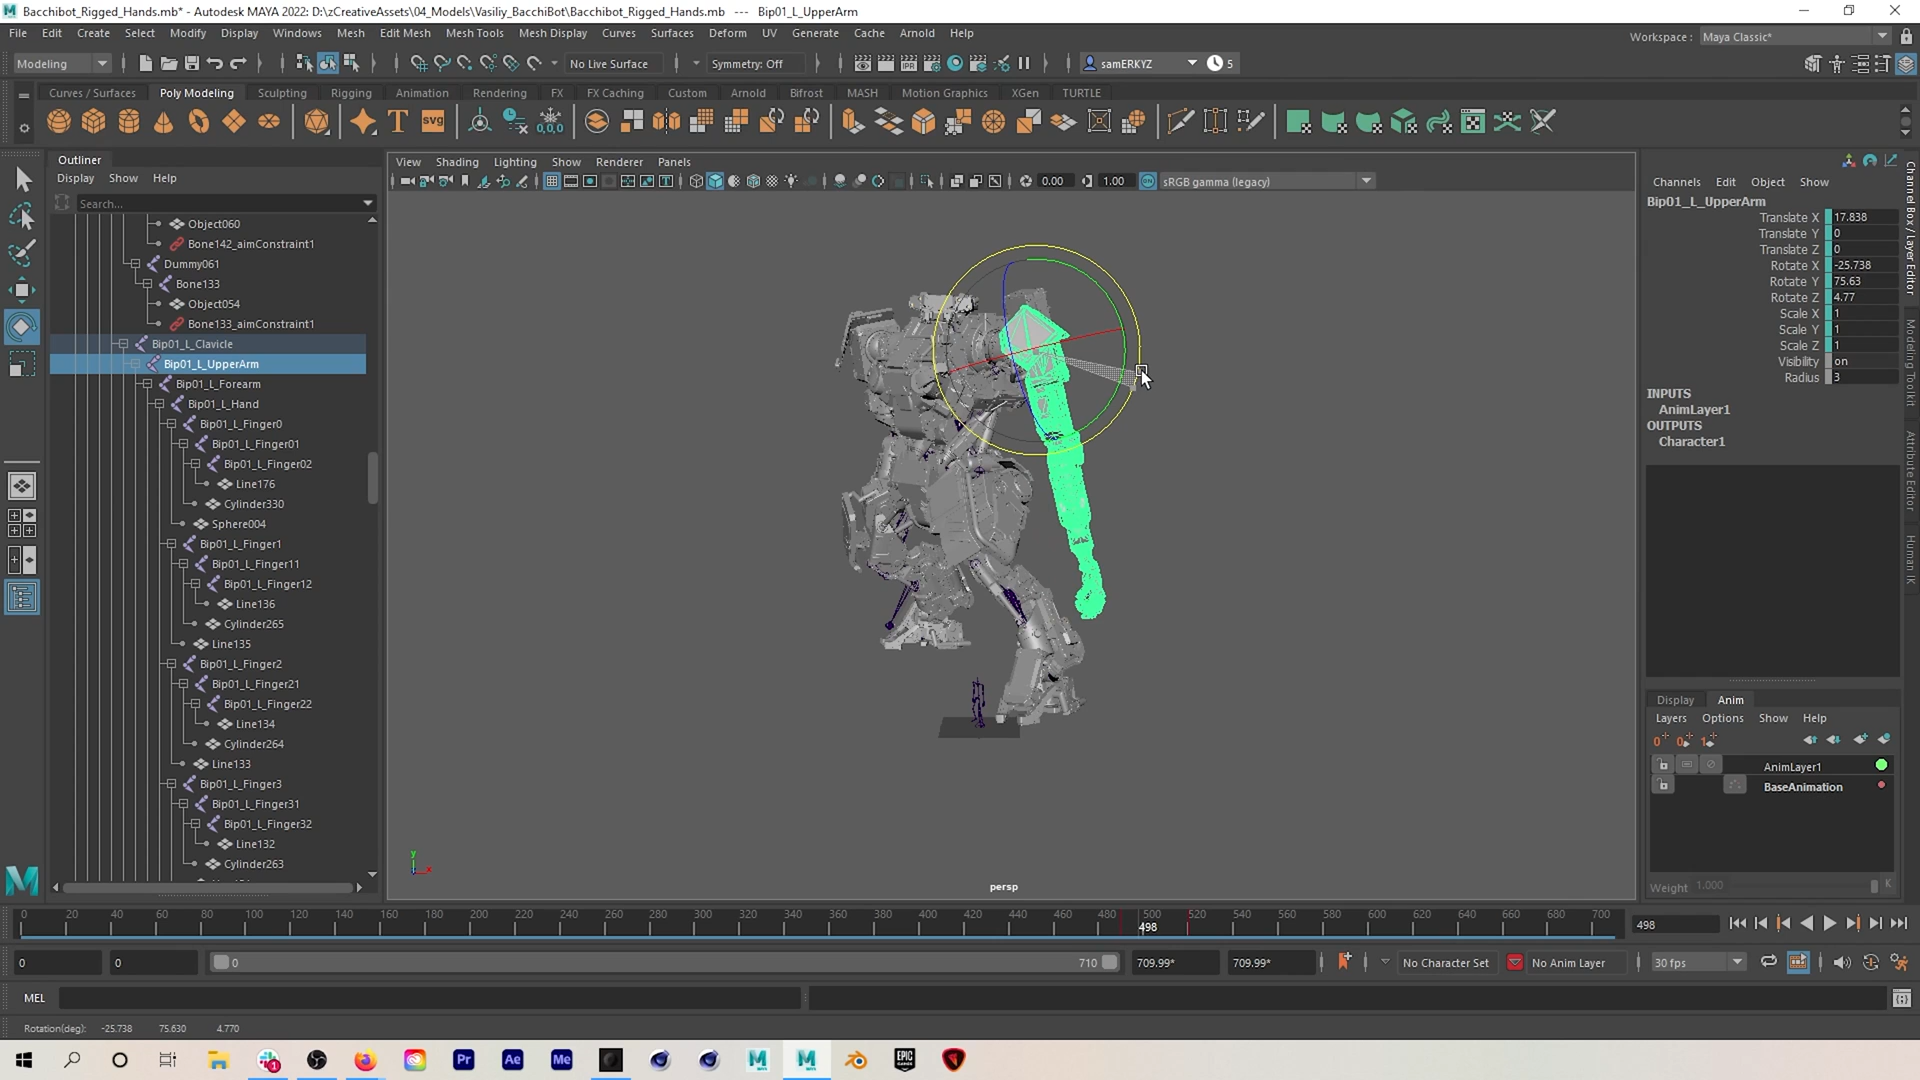 Bacchibot_Rigged_Hands.mb* - Autodesk MAYA 2022: D:\zCreativeAssets\04_Models\Vasiliy_BacchiBot\Bacchibot_Rigged_Hands.mb --- Bip01_L_UpperArm
File Edit Create Select Modify Display Windows Mesh Edit Mesh Mesh Tools Mesh Display Curves Surfaces Deform UV Generate Cache Arnold Help
Workspace : Maya Classic*
Modeling No Live Surface Symmetry: Off samERKYZ 5
Curves / Surfaces Poly Modeling Sculpting Rigging Animation Rendering FX FX Caching Custom Arnold Bifrost MASH Motion Graphics XGen TURTLE
Outliner
Display Show Help
Search...
Object060
Bone142_aimConstraint1
Dummy061
Bone133
Object054
Bone133_aimConstraint1
Bip01_L_Clavicle
Bip01_L_UpperArm
Bip01_L_Forearm
Bip01_L_Hand
Bip01_L_Finger0
Bip01_L_Finger01
Bip01_L_Finger02
Line176
Cylinder330
Sphere004
Bip01_L_Finger1
Bip01_L_Finger11
Bip01_L_Finger12
Line136
Cylinder265
Line135
Bip01_L_Finger2
Bip01_L_Finger21
Bip01_L_Finger22
Line134
Cylinder264
Line133
Bip01_L_Finger3
Bip01_L_Finger31
Bip01_L_Finger32
Line132
Cylinder263
View Shading Lighting Show Renderer Panels
0.00 1.00 sRGB gamma (legacy)
persp
Channels Edit Object Show
Bip01_L_UpperArm
Translate X 17.838
Translate Y 0
Translate Z 0
Rotate X -25.738
Rotate Y 75.63
Rotate Z 4.77
Scale X 1
Scale Y 1
Scale Z 1
Visibility on
Radius 3
INPUTS
AnimLayer1
OUTPUTS
Character1
Channel Box / Layer Editor
Modeling Toolkit
Attribute Editor
Human IK
Display Anim
Layers Options Show Help
AnimLayer1
BaseAnimation
Weight 1.000 K
0 20 40 60 80 100 120 140 160 180 200 220 240 260 280 300 320 340 360 380 400 420 440 460 480 500 520 540 560 580 600 620 640 660 680 700
498 498
0 0 0 710 709.99* 709.99* No Character Set No Anim Layer 30 fps
MEL
Rotation(deg): -25.738 75.630 4.770